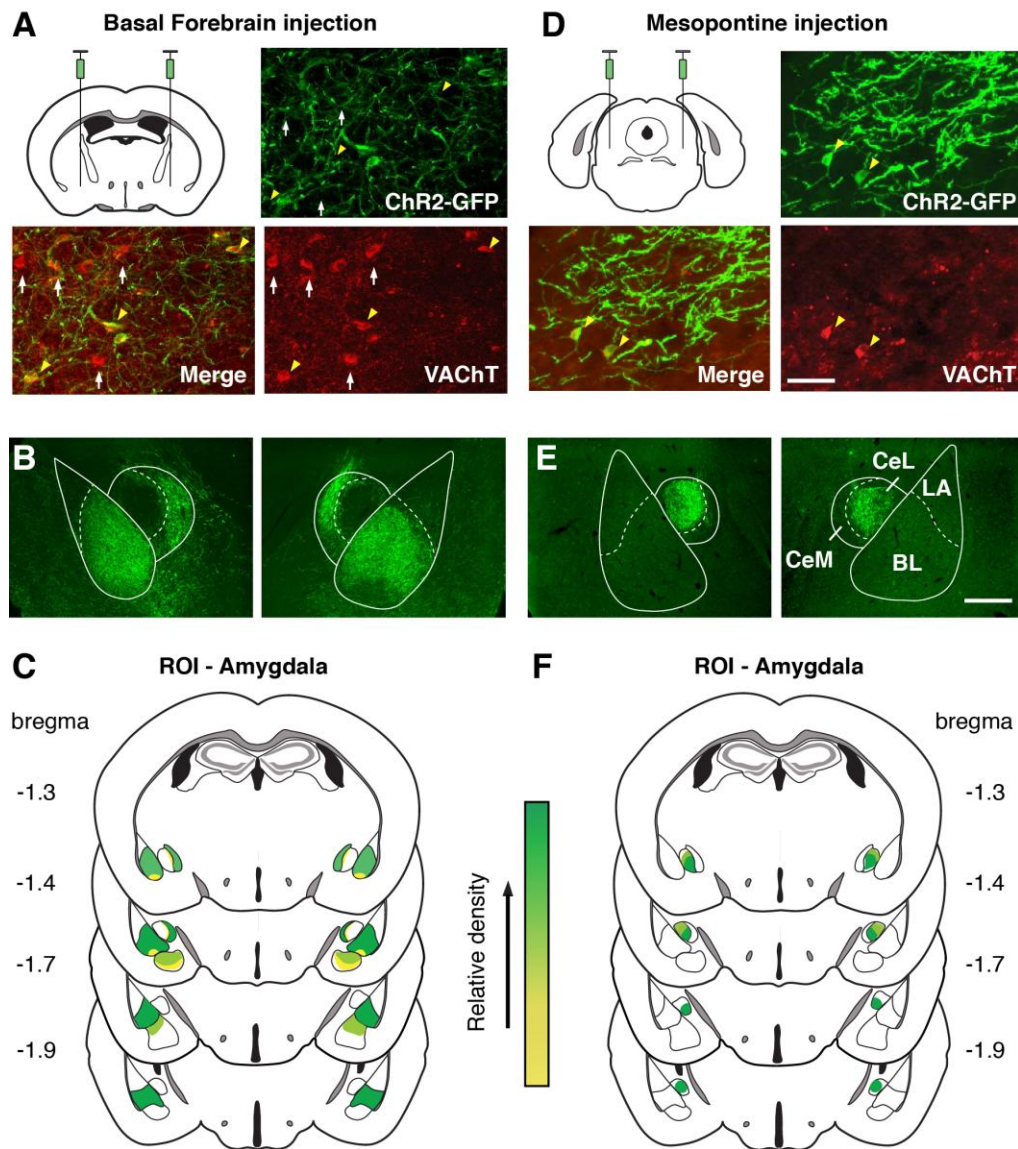 A
Basal Forebrain injection
ChR2-GFP
Merge
VAChT
D
Mesopontine injection
ChR2-GFP
Merge
VAChT
B
E
CeL
LA
CeM
BL
C
ROI - Amygdala
bregma
-1.3
-1.4
-1.7
-1.9
Relative density
F
ROI - Amygdala
bregma
-1.3
-1.4
-1.7
-1.9